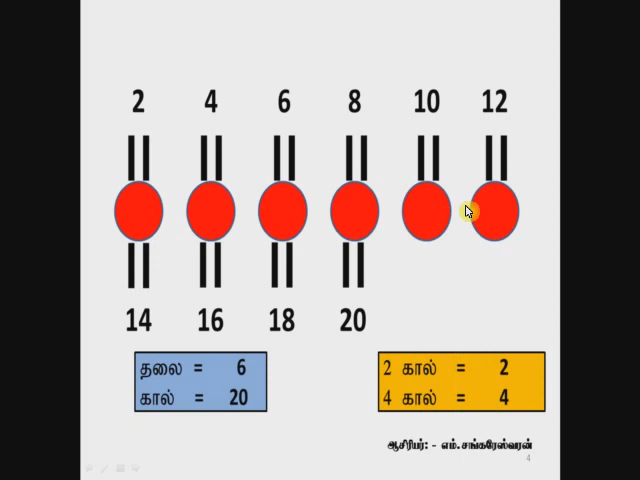 2 4 6 8 10 12
14 16 18 20
தலை = 6
கால் = 20
2 கால் = 2
4 கால் = 4
ஆசிரியர்: - எம்.சங்கரேஸ்வரன்
4